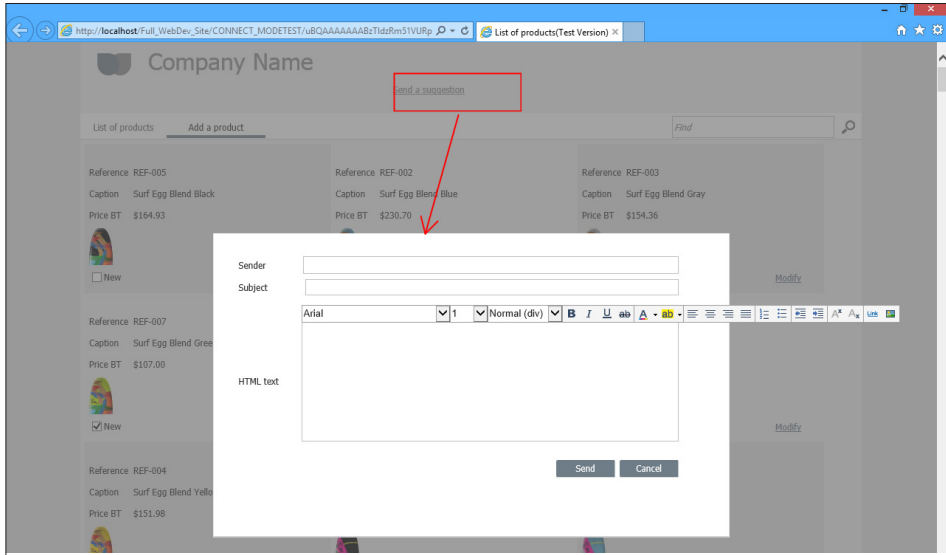 http://localhost/Full_WebDev_Site/CONNECT_MODETEST/uBQAAAAAABzTIdzRm51VURp
List of products(Test Version)
Company Name
Send a suggestion
List of products Add a product Find
Reference REF-005 Reference REF-002 Reference REF-003
Caption Surf Egg Blend Black Caption Surf Egg Blend Blue Caption Surf Egg Blend Gray
Price BT $164.93 Price BT $230.70 Price BT $154.36
New Modify
Sender
Subject
Arial 1 Normal (div) B I U ab A ab Link
HTML text
Send Cancel
Reference REF-007
Caption Surf Egg Blend Gree
Price BT $107.00
New Modify
Reference REF-004
Caption Surf Egg Blend Yello
Price BT $151.98